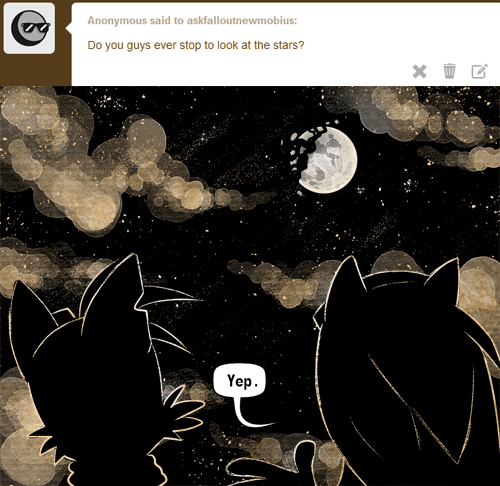 Anonymous said to askfalloutnewmobius:
Do you guys ever stop to look at the stars?
Yep.